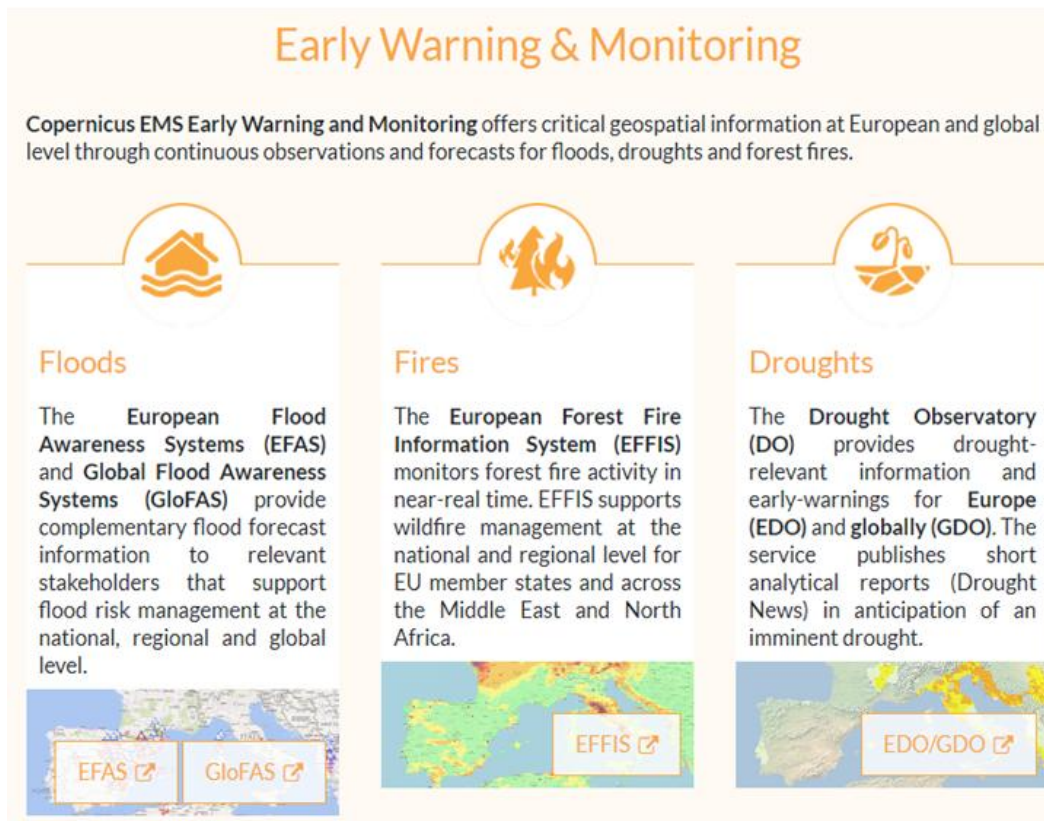 Early Warning & Monitoring
Copernicus EMS Early Warning and Monitoring offers critical geospatial information at European and global
level through continuous observations and forecasts for floods, droughts and forest fires.
Floods
The European Flood
Awareness Systems (EFAS)
and Global Flood Awareness
Systems (GloFAS) provide
complementary flood forecast
information to relevant
stakeholders that support
flood risk management at the
national, regional and global
level.
EFAS
GloFAS
Fires
The European Forest Fire
Information System (EFFIS)
monitors forest fire activity in
near-real time. EFFIS supports
wildfire management at the
national and regional level for
EU member states and across
the Middle East and North
Africa.
EFFIS
Droughts
The Drought Observatory
(DO) provides drought-
relevant information and
early-warnings for Europe
(EDO) and globally (GDO). The
service publishes short
analytical reports (Drought
News) in anticipation of an
imminent drought.
EDO/GDO